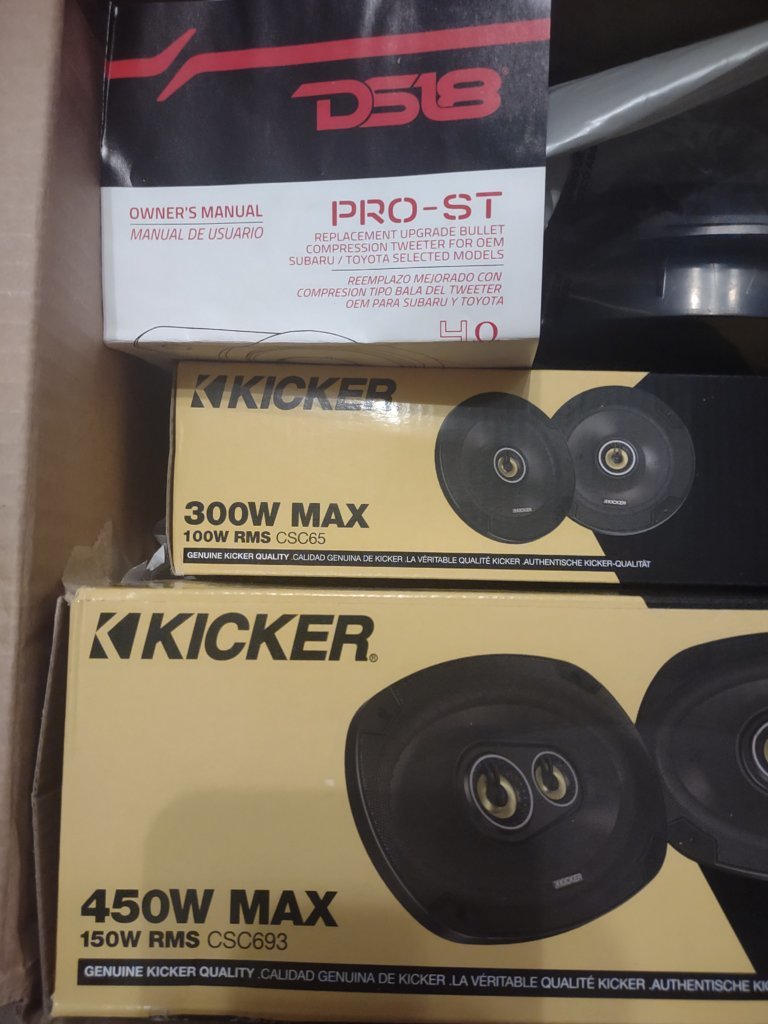 DS18
OWNER'S MANUAL
MANUAL DE USUARIO
PRO-ST
REPLACEMENT UPGRADE BULLET
COMPRESSION TWEETER FOR OEM
SUBARU / TOYOTA SELECTED MODELS
REEMPLAZO MEJORADO CON
COMPRESION TIPO BALA DEL TWEETER
OEM PARA SUBARU Y TOYOTA
KICKER
KICKER
KICKER
300W MAX
100W RMS CSC65
GENUINE KICKER QUALITY .CALIDAD GENUINA DE KICKER .LA VÉRITABLE QUALITÉ KICKER .AUTHENTISCHE KICKER-QUALITÄT
KICKER®
KICKER
450W MAX
150W RMS CSC693
GENUINE KICKER QUALITY .CALIDAD GENUINA DE KICKER .LA VÉRITABLE QUALITÉ KICKER .AUTHENTISCHE